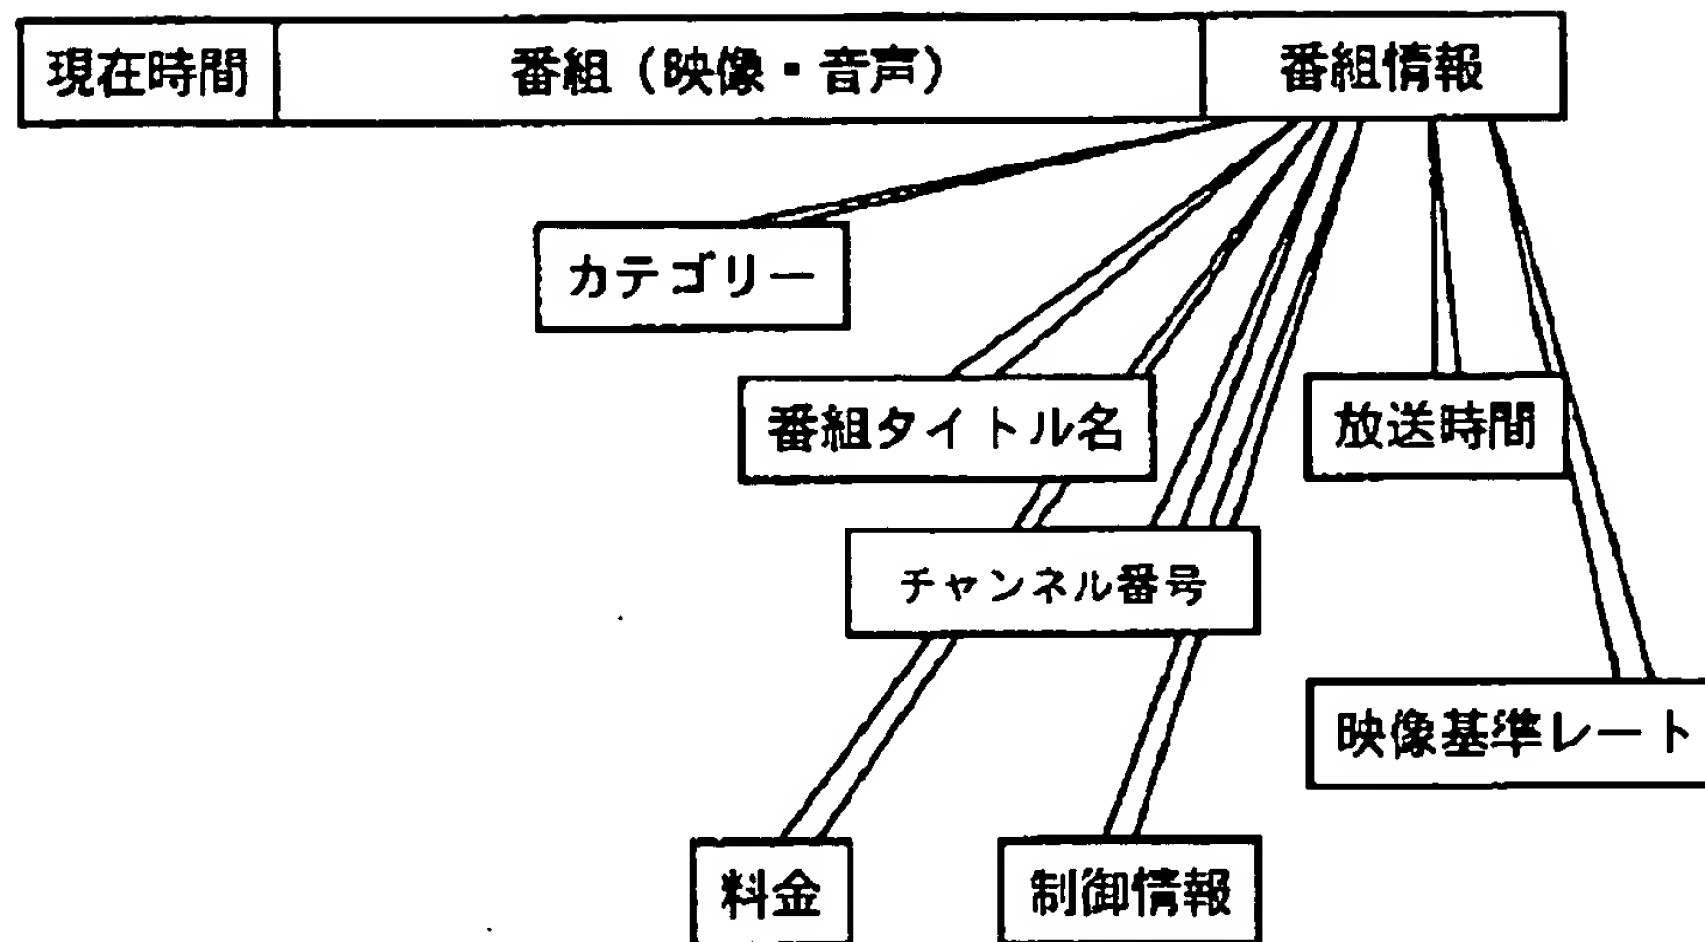 現在時間
番組(映像・音声)
番組情報
カテゴリー
番組タイトル名
放送時間
チャンネル番号
映像基準レート
料金
制御情報